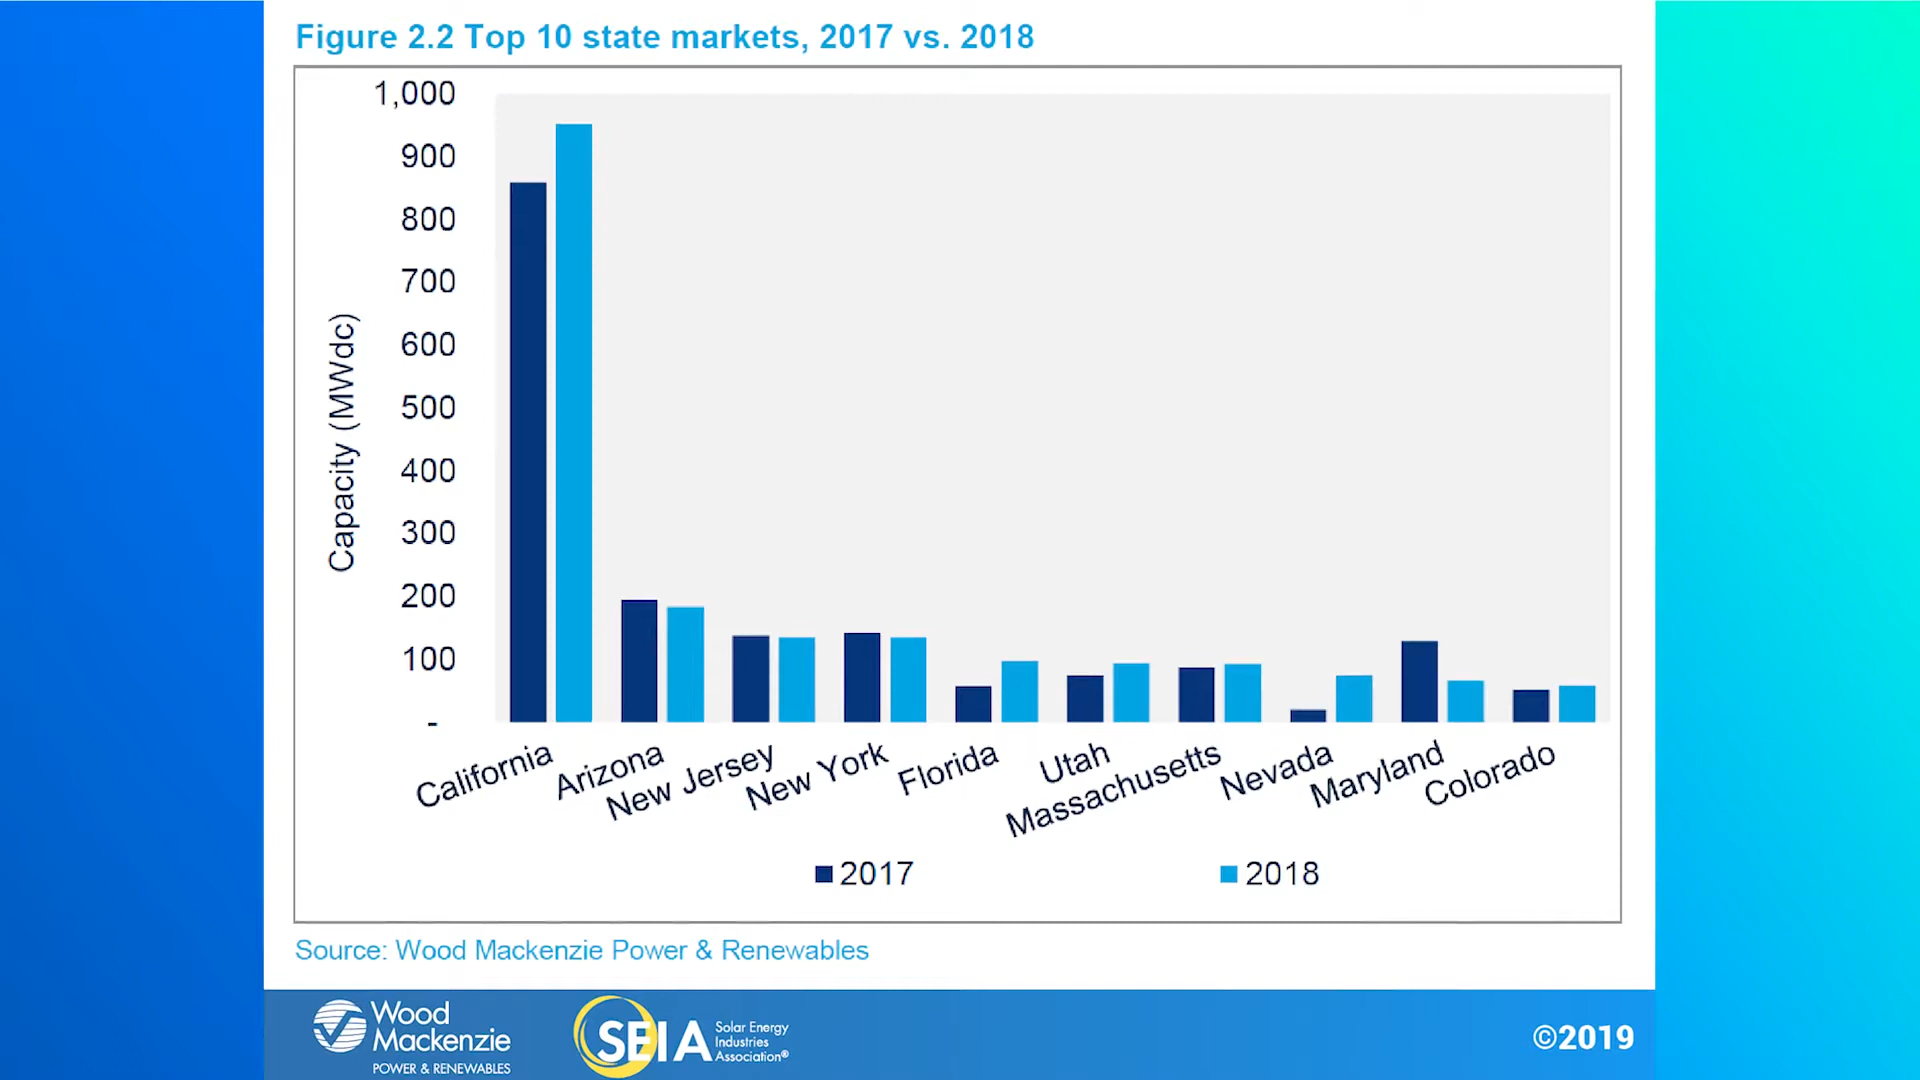 Figure 2.2 Top 10 state markets, 2017 vs. 2018
1,000
900
800
700
600
500
400
300
200
100
-
Capacity (MWdc)
California
Arizona
New Jersey
New York
Florida
Utah
Massachusetts
Nevada
Maryland
Colorado
2017
2018
Source: Wood Mackenzie Power & Renewables
Wood
Mackenzie
POWER & RENEWABLES
SEIA
Solar Energy
Industries
Association®
©2019